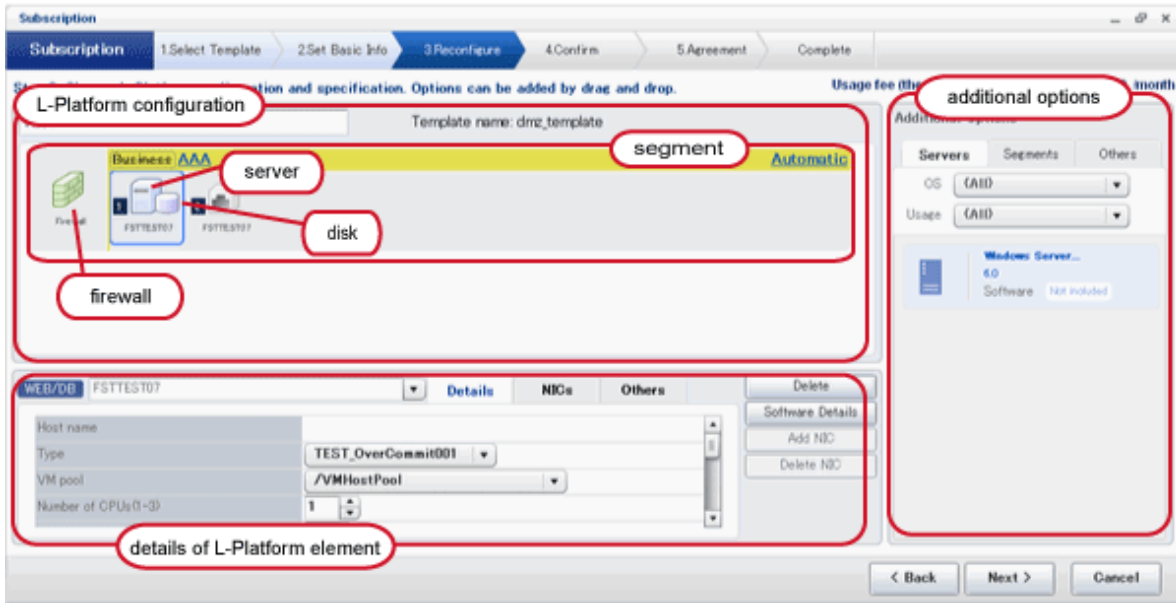 Subscription
Subscription 1.Select Template 2.Set Basic Info 3.Reconfigure 4.Confirm 5.Agreement Complete
ation and specification. Options can be added by drag and drop. Usage fee (the month
L-Platform configuration additional options
Template name: dmz_template
segment
Business AAA Automatic Servers Segments Others
server OS (All)
Firewall 1 FSTTEST07 FSTTEST07 Usage (All)
disk
firewall
Windows Server...
6.0
Software Not included
WEB/DB FSTTEST07 Details NICs Others Delete
Software Details
Host name Add NIC
Type TEST_OverCommit001
VM pool /VMHostPool Delete NIC
Number of CPUs(1-3) 1
details of L-Platform element
< Back Next > Cancel